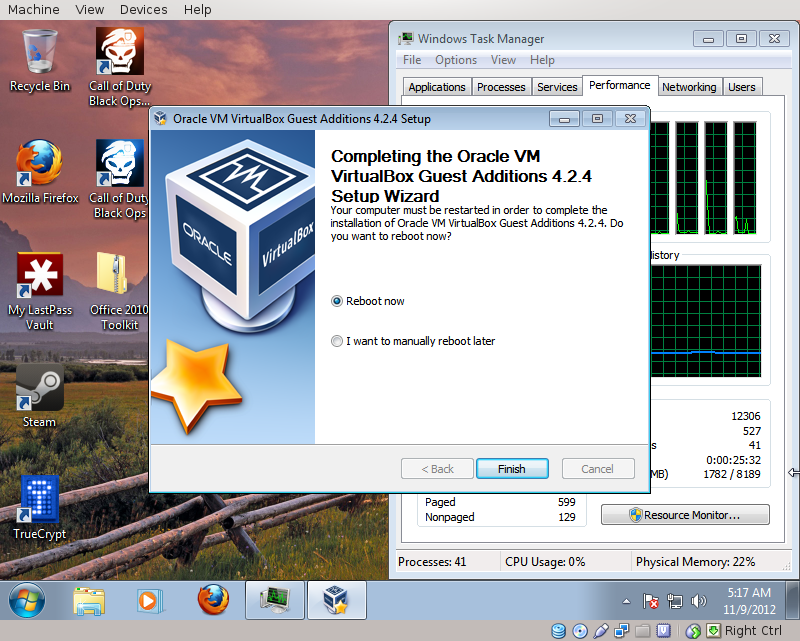 Machine View Devices Help
Recycle Bin
Call of Duty
Black Ops...
Mozilla Firefox
Call of Duty
Black Ops
My LastPass
Vault
Office 2010
Toolkit
Steam
TrueCrypt
Windows Task Manager
File Options View Help
Applications Processes Services Performance Networking Users
Oracle VM VirtualBox Guest Additions 4.2.4 Setup
ORACLE
VirtualBox
Completing the Oracle VM
VirtualBox Guest Additions 4.2.4
Setup Wizard
Your computer must be restarted in order to complete the
installation of Oracle VM VirtualBox Guest Additions 4.2.4. Do
you want to reboot now?
Reboot now
I want to manually reboot later
< Back Finish Cancel
12306
527
41
0:00:25:32
MB) 1782 / 8189
Paged 599
Nonpaged 129
Resource Monitor...
Processes: 41 CPU Usage: 0% Physical Memory: 22%
5:17 AM
11/9/2012
Right Ctrl